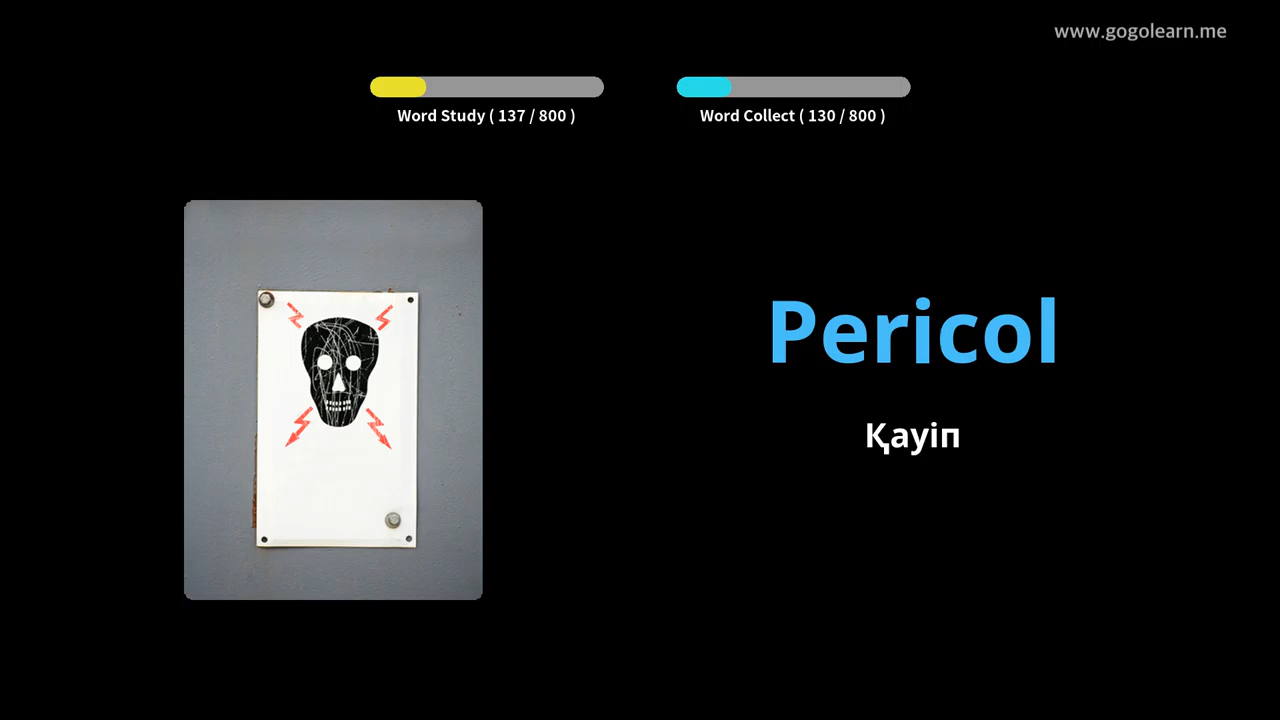 www.gogolearn.me
Word Study ( 137 / 800 )
Word Collect ( 130 / 800 )
Pericol
Қауіп